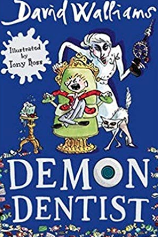 David Walliams
Illustrated
by
Tony Ross
DEMON
DENTIST